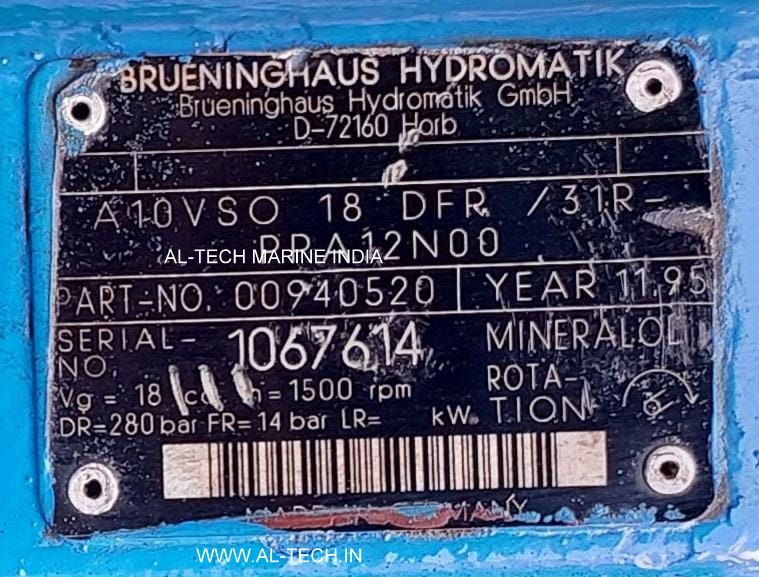 BRUENINGHAUS HYDROMATIK
Brueninghaus Hydromatik GmbH
D-72160 Horb
A10VSO 18 DFR /31R-
PPA12N00
AL-TECH MARINE INDIA
PART-NO. 00940520 YEAR 11.95
SERIAL-NO. 1067614 MINERALÖL
Vg = 18 = 1500 rpm ROTA-TION
DR=280 bar FR=14 bar LR= kW
WWW.AL-TECH.IN